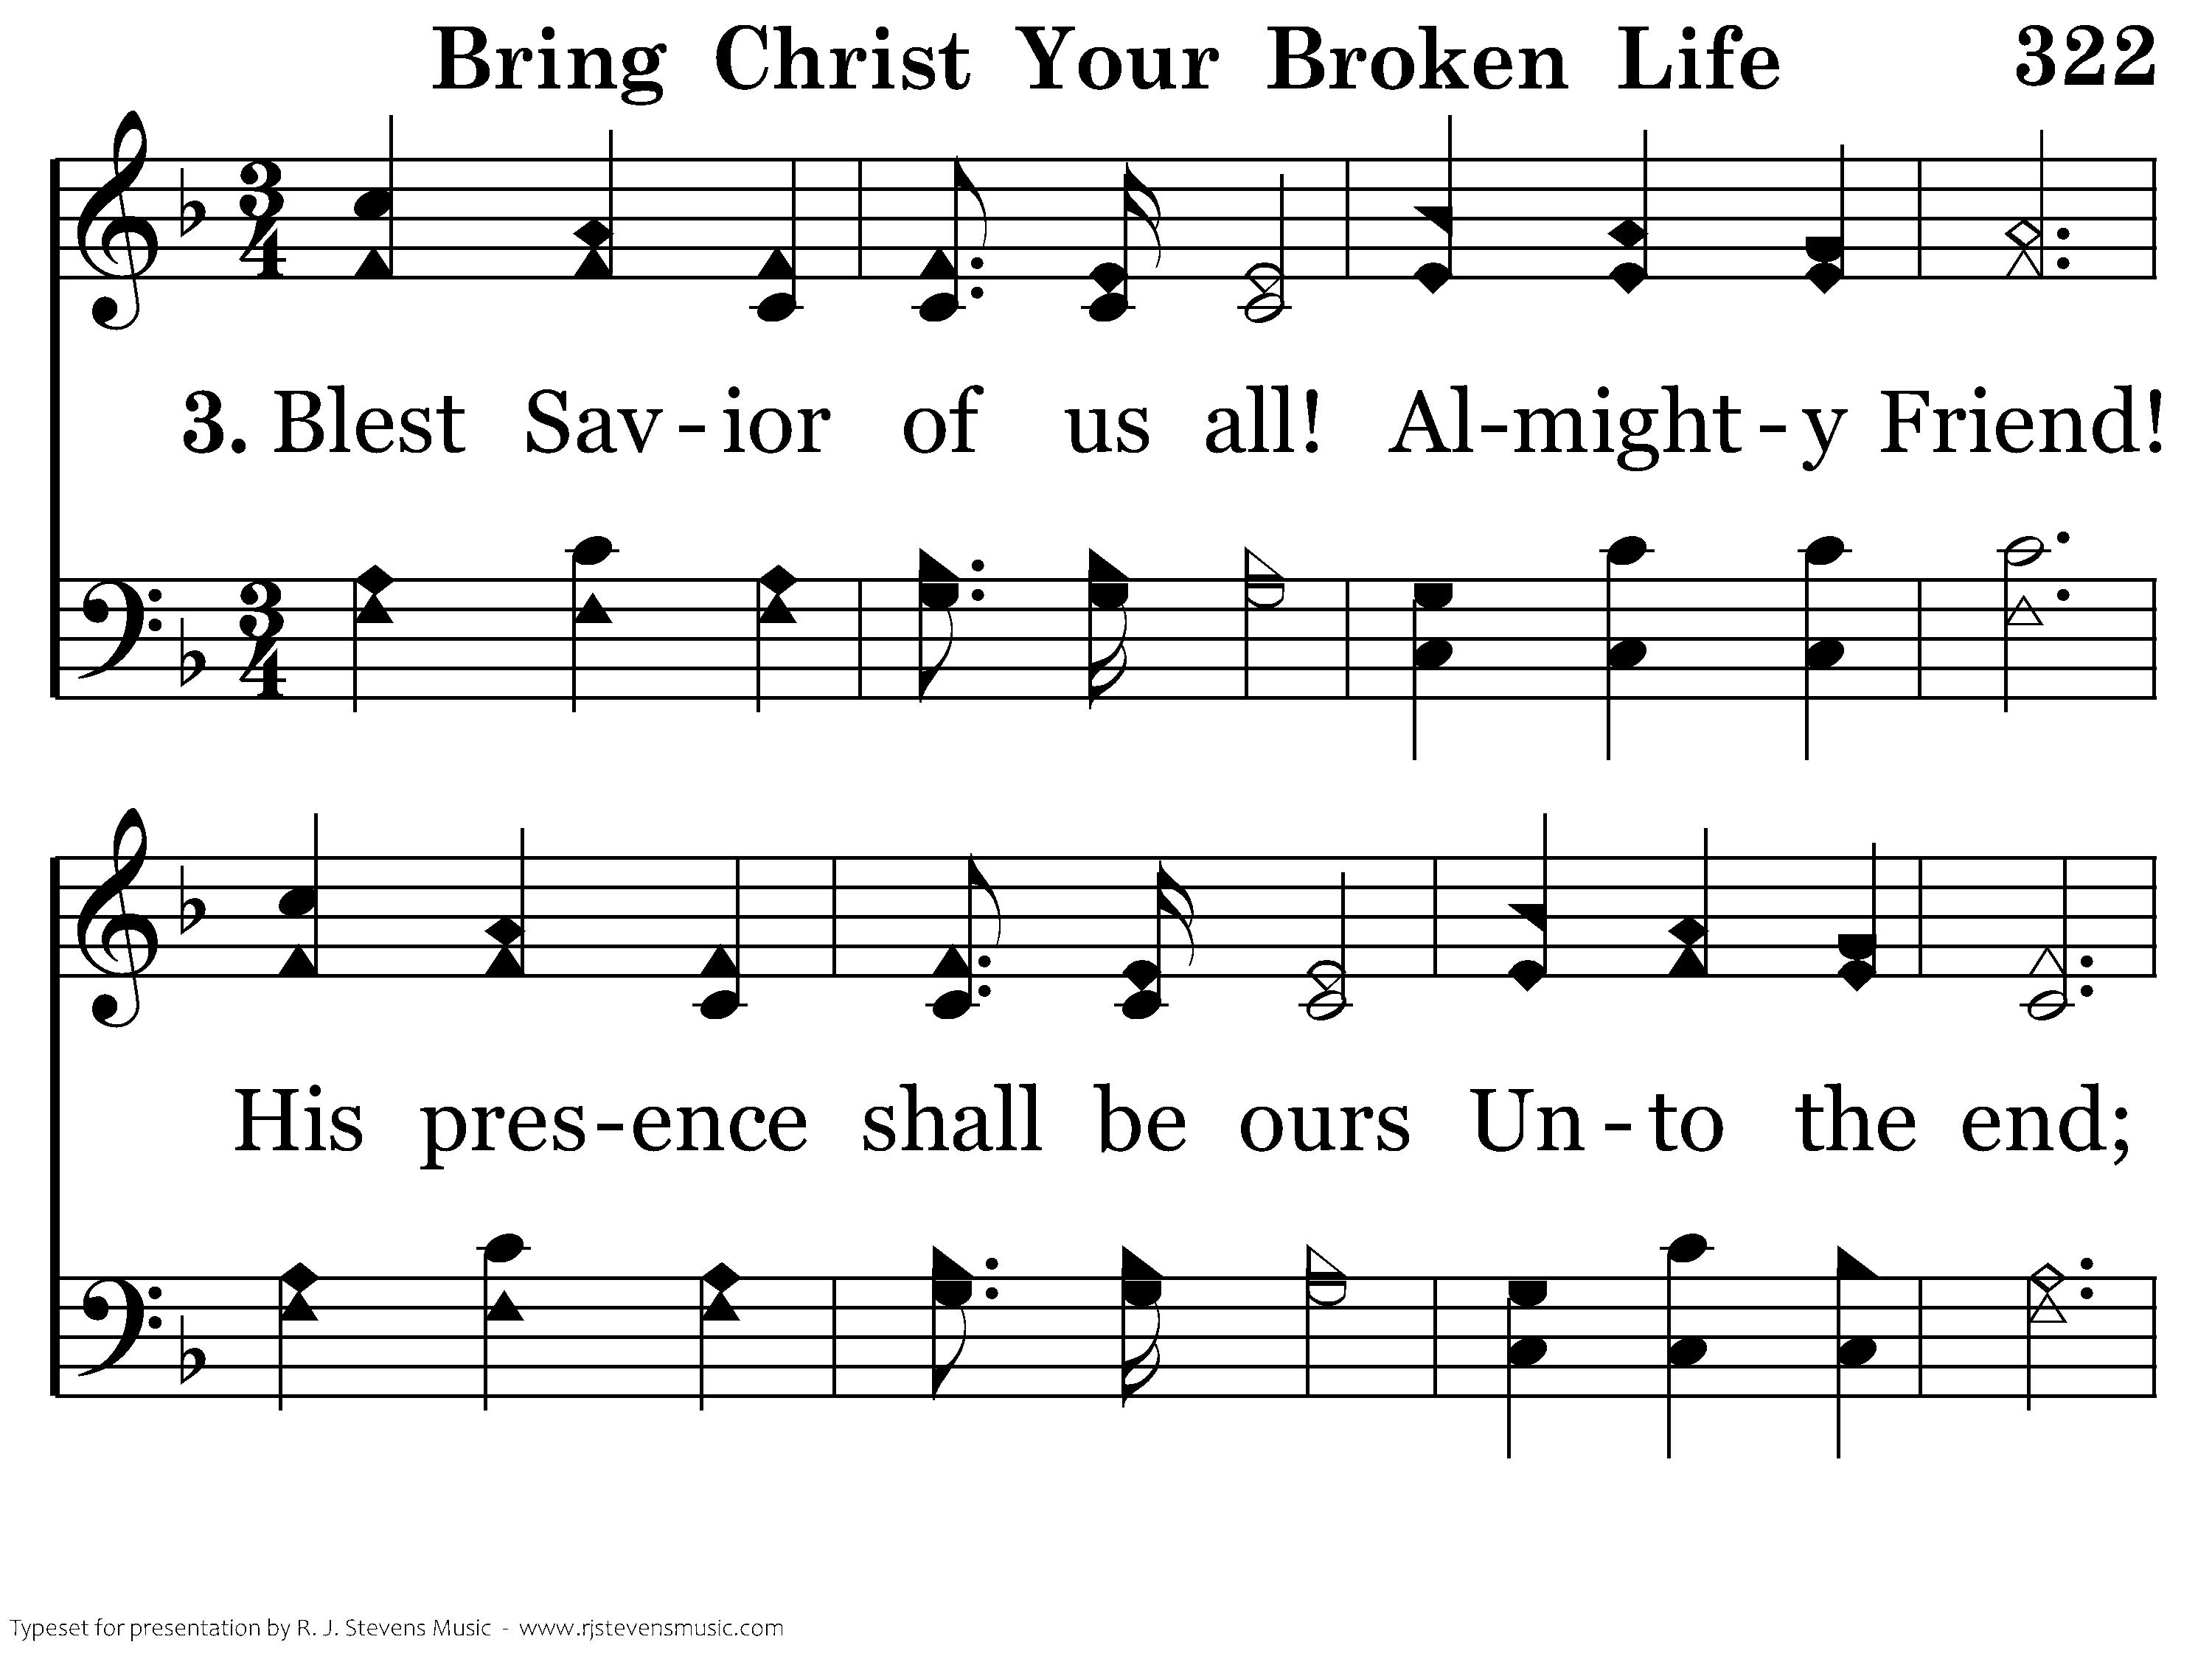 Bring Christ Your Broken Life 322
3. Blest Sav - ior of us all! Al - might - y Friend!
His pres - ence shall be ours Un - to the end;
Typeset for presentation by R. J. Stevens Music - www.rjstevensmusic.com